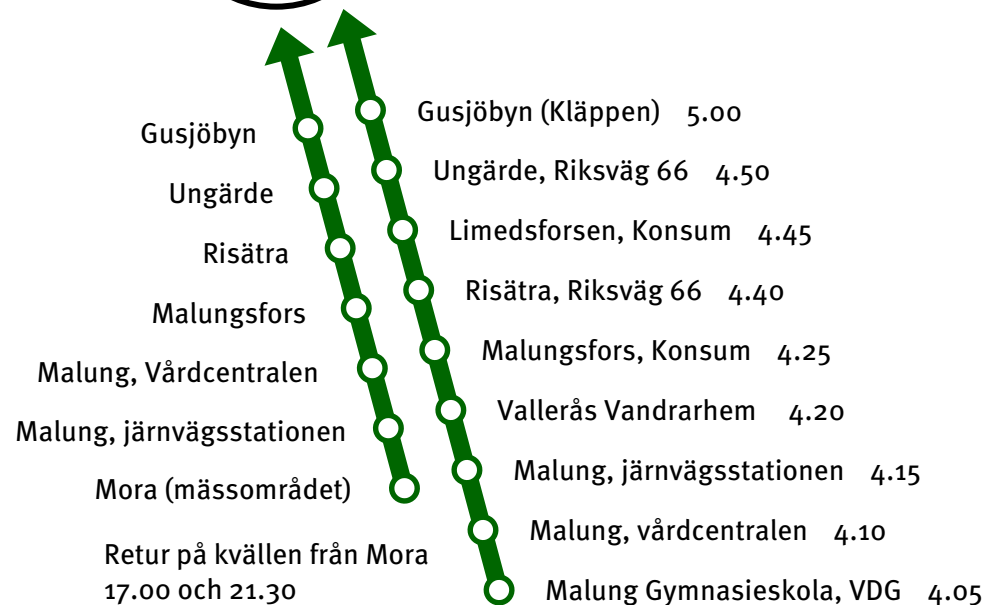 Gusjöbyn
Ungärde
Risätra
Malungsfors
Malung, Vårdcentralen
Malung, järnvägsstationen
Mora (mässområdet)
Retur på kvällen från Mora
17.00 och 21.30
Gusjöbyn (Kläppen) 5.00
Ungärde, Riksväg 66 4.50
Limedsforsen, Konsum 4.45
Risätra, Riksväg 66 4.40
Malungsfors, Konsum 4.25
Vallerås Vandrarhem 4.20
Malung, järnvägsstationen 4.15
Malung, vårdcentralen 4.10
Malung Gymnasieskola, VDG 4.05